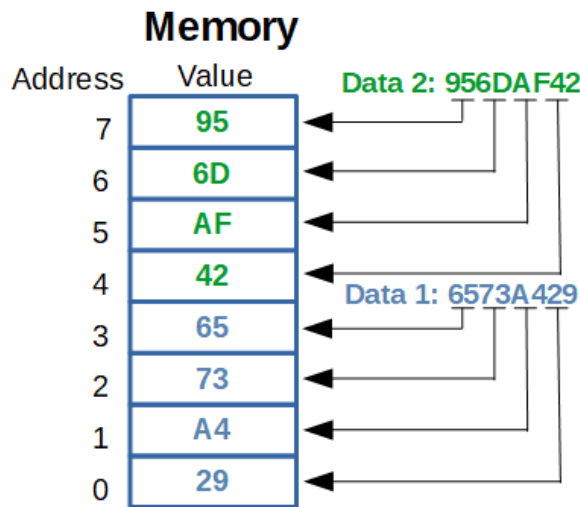 Memory
Address Value
7 95 Data 2: 956DAF42
6 6D
5 AF
4 42
3 65 Data 1: 6573A429
2 73
1 A4
0 29